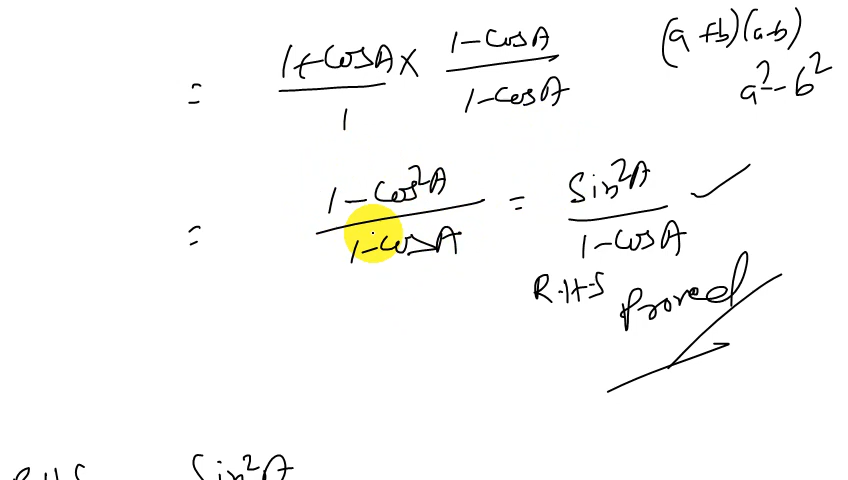 = 1+CosA/1 × 1-CosA/1-CosA (a+b)(a-b)
a²-b²
= 1-Cos²A/1-CosA = Sin²A/1-CosA ✓
R.H.S Proved
R.H.S Sin²A